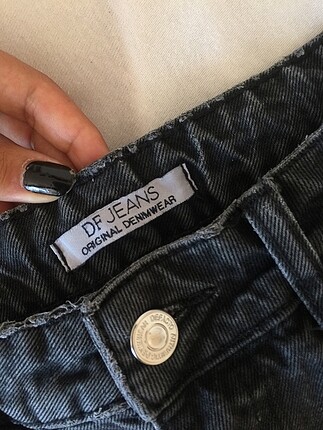 DF JEANS
ORIGINAL DENIMWEAR